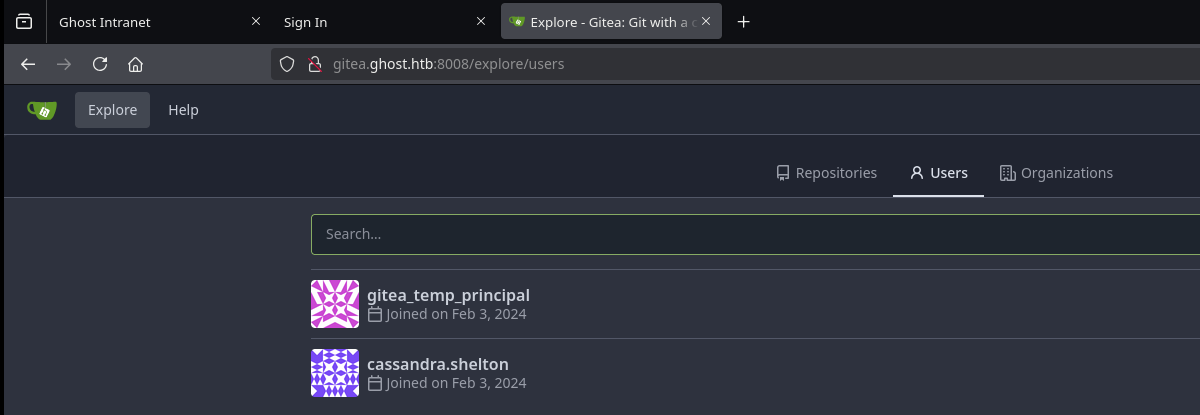 Ghost Intranet
Sign In
Explore - Gitea: Git with a c
gitea.ghost.htb:8008/explore/users
Explore
Help
Repositories
Users
Organizations
Search...
gitea_temp_principal
Joined on Feb 3, 2024
cassandra.shelton
Joined on Feb 3, 2024